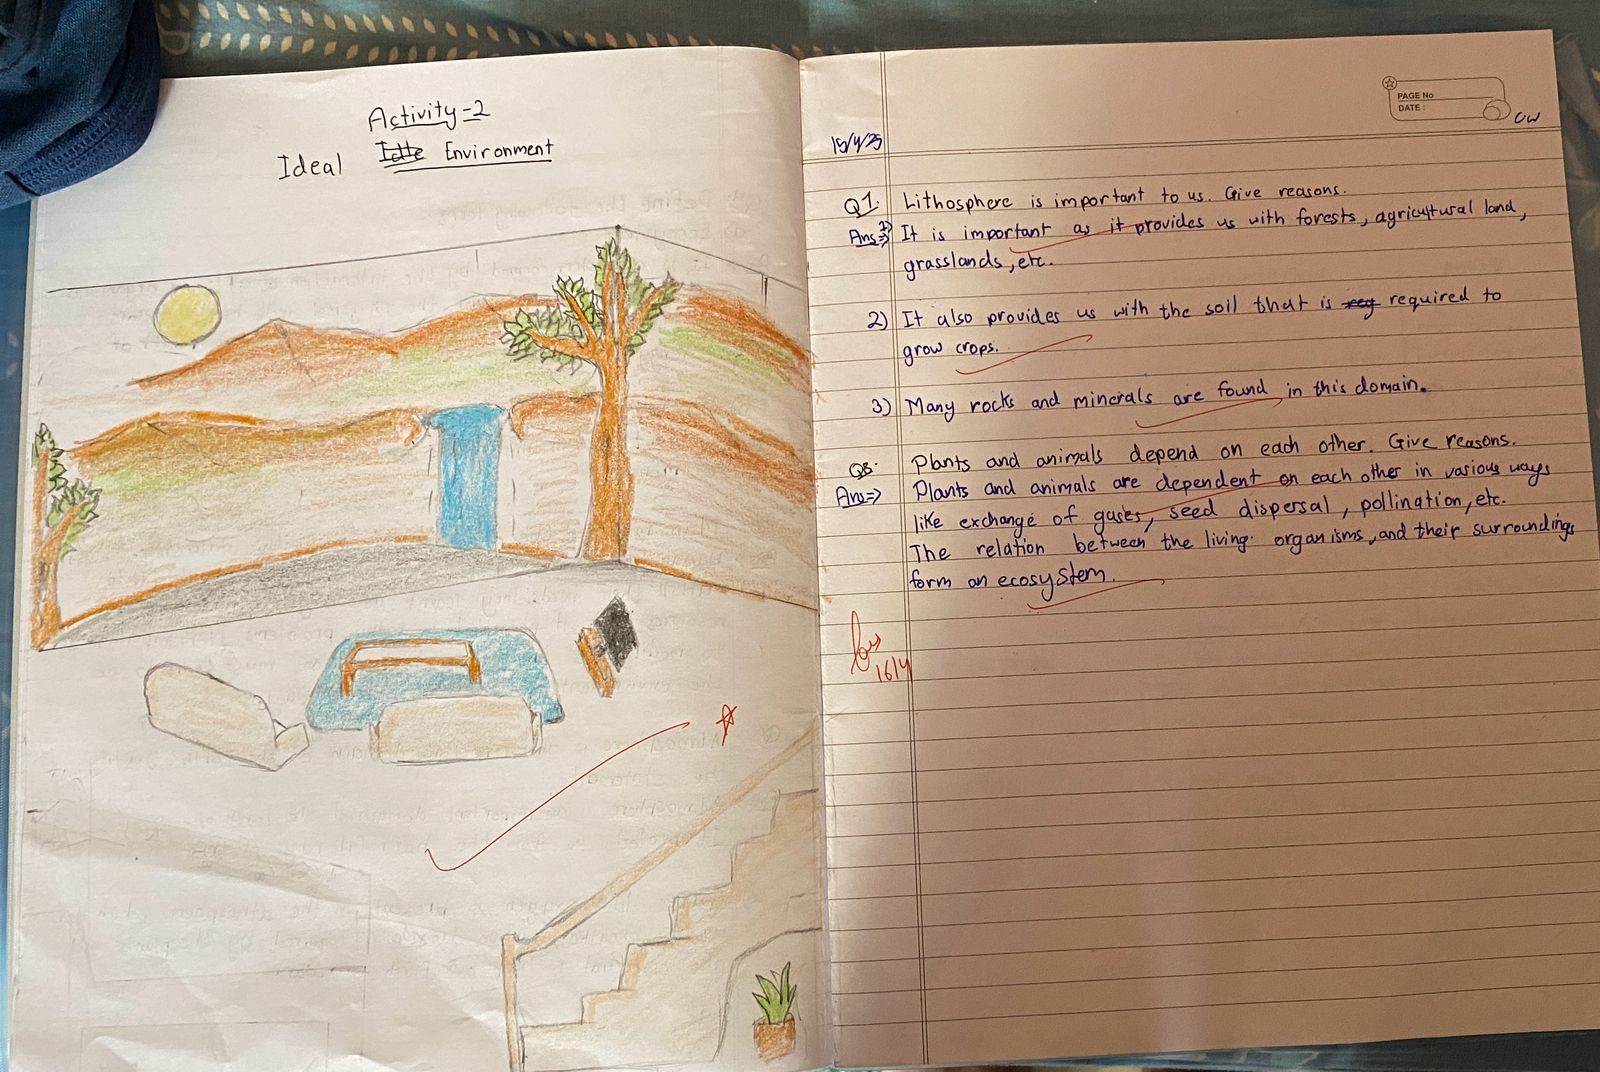 Activity-2
Ideal Idle Environment
PAGE No
DATE :
CW
15/4/25
Q1. Lithosphere is important to us. Give reasons.
Ans⇒ 1) It is important as it provides us with forests, agricultural land,
grasslands, etc.
2) It also provides us with the soil that is req required to
grow crops.
3) Many rocks and minerals are found in this domain.
Q3. Plants and animals depend on each other. Give reasons.
Ans⇒ Plants and animals are dependent on each other in various ways
like exchange of gases, seed dispersal, pollination, etc.
The relation between the living organisms, and their surroundings
form an ecosystem.
16/4